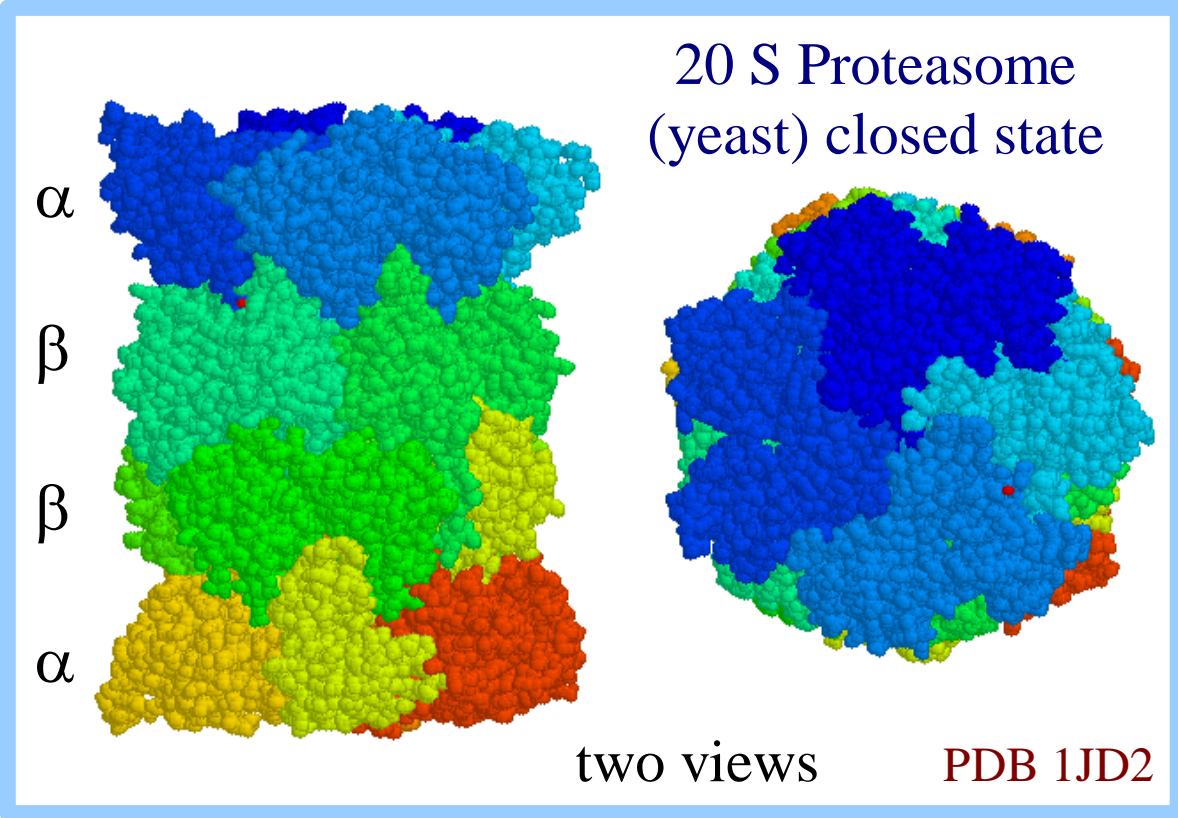 20 S Proteasome
(yeast) closed state
α
β
β
α
two views
PDB 1JD2